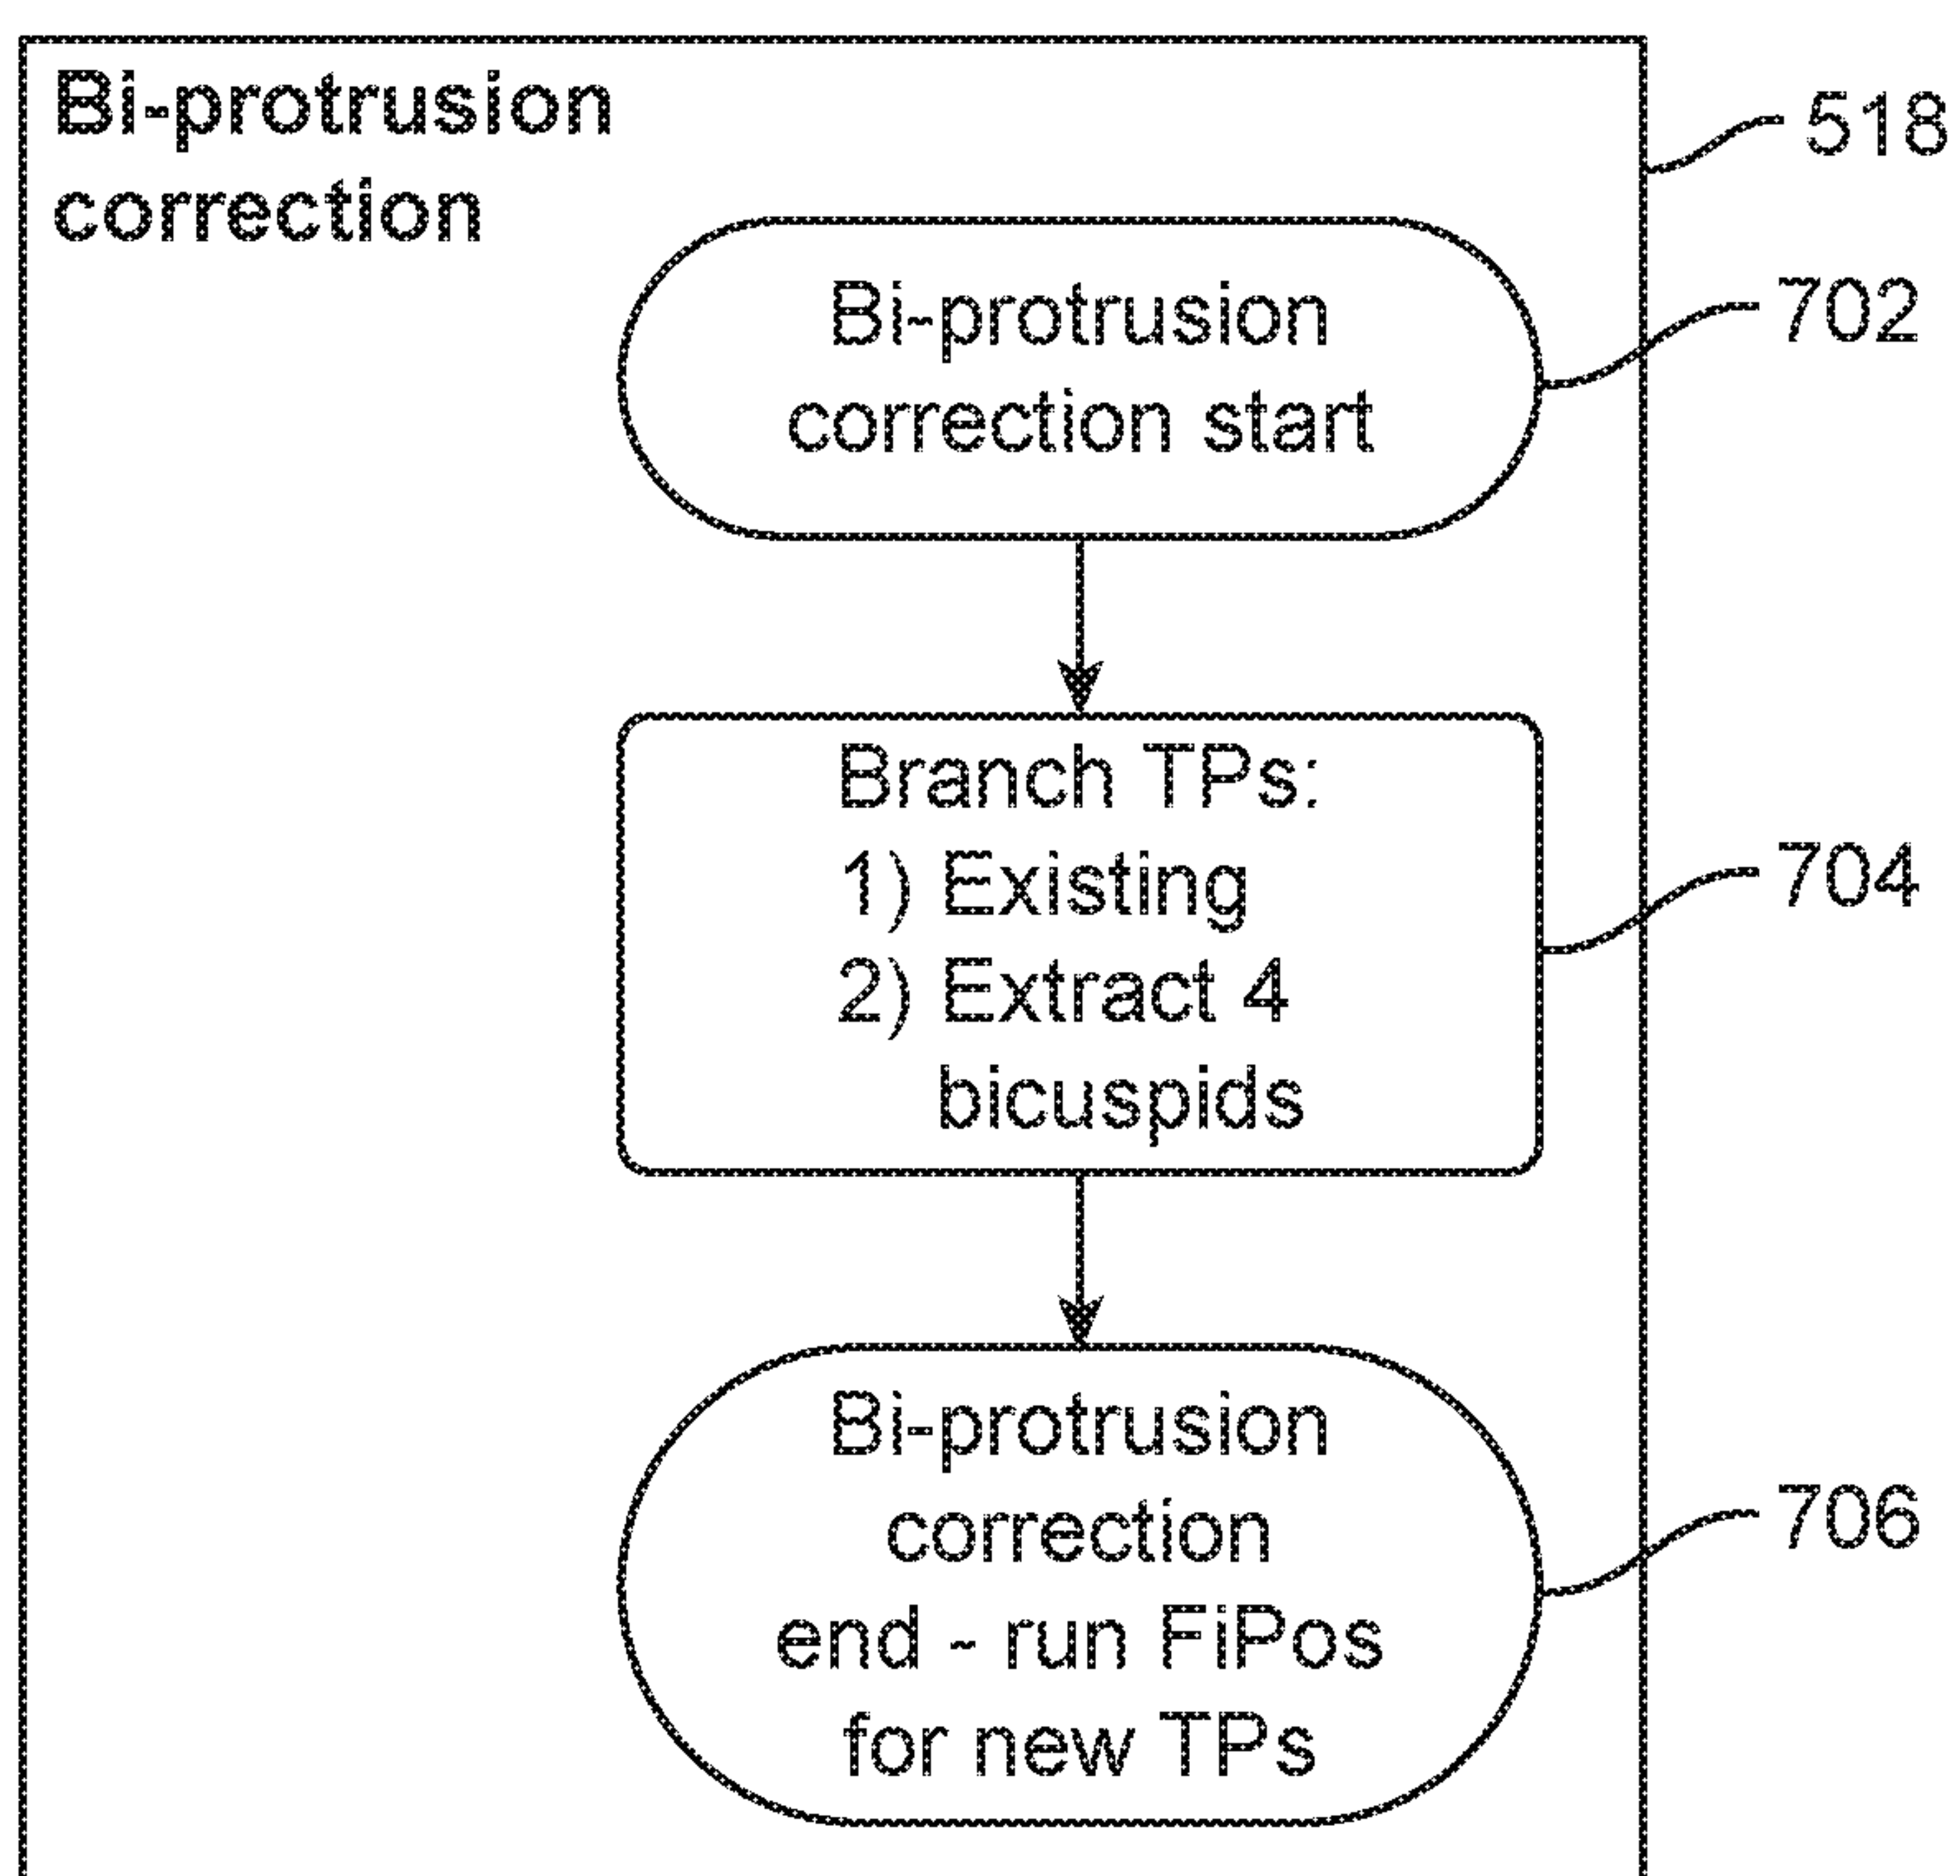 Bi-protrusion
correction
518
Bi-protrusion
correction start
702
Branch TPs:
1) Existing
2) Extract 4
bicuspids
704
Bi-protrusion
correction
end - run FiPos
for new TPs
706